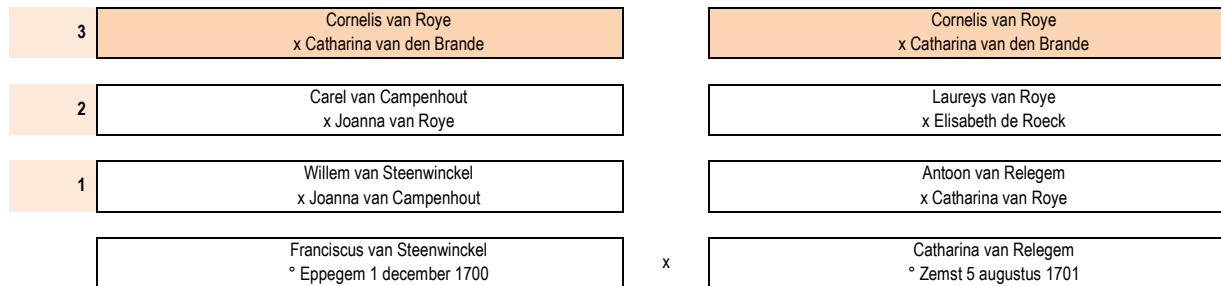 3
Cornelis van Roye
x Catharina van den Brande
Cornelis van Roye
x Catharina van den Brande
2
Carel van Campenhout
x Joanna van Roye
Laureys van Roye
x Elisabeth de Roeck
1
Willem van Steenwinckel
x Joanna van Campenhout
Antoon van Relegem
x Catharina van Roye
Franciscus van Steenwinckel
° Eppegem 1 december 1700
x
Catharina van Relegem
° Zemst 5 augustus 1701